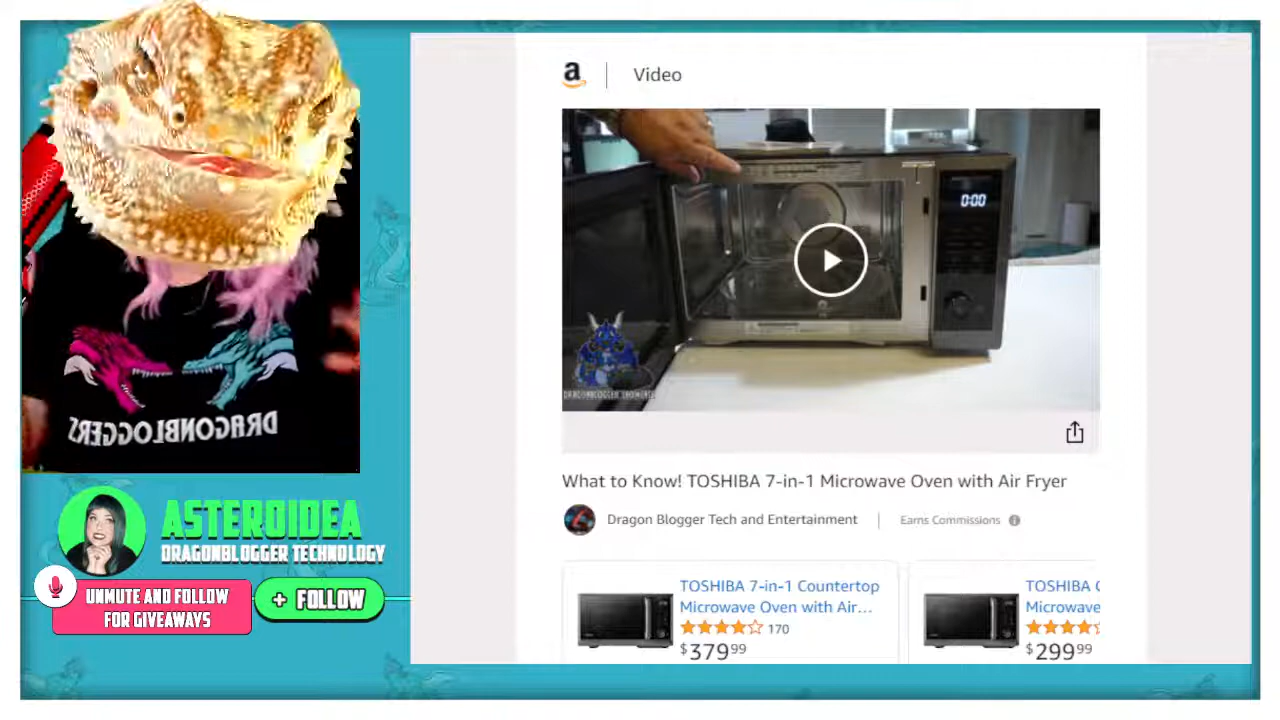 a
Video
0:00
DRAGONBLOGGER SHOWCASE
What to Know! TOSHIBA 7-in-1 Microwave Oven with Air Fryer
Dragon Blogger Tech and Entertainment
Earns Commissions
TOSHIBA 7-in-1 Countertop
Microwave Oven with Air...
170
$379.99
TOSHIBA C
Microwave
$299.99
DRAGONBLOGGERS
ASTEROIDEA
DRAGONBLOGGER TECHNOLOGY
UNMUTE AND FOLLOW
FOR GIVEAWAYS
+ FOLLOW